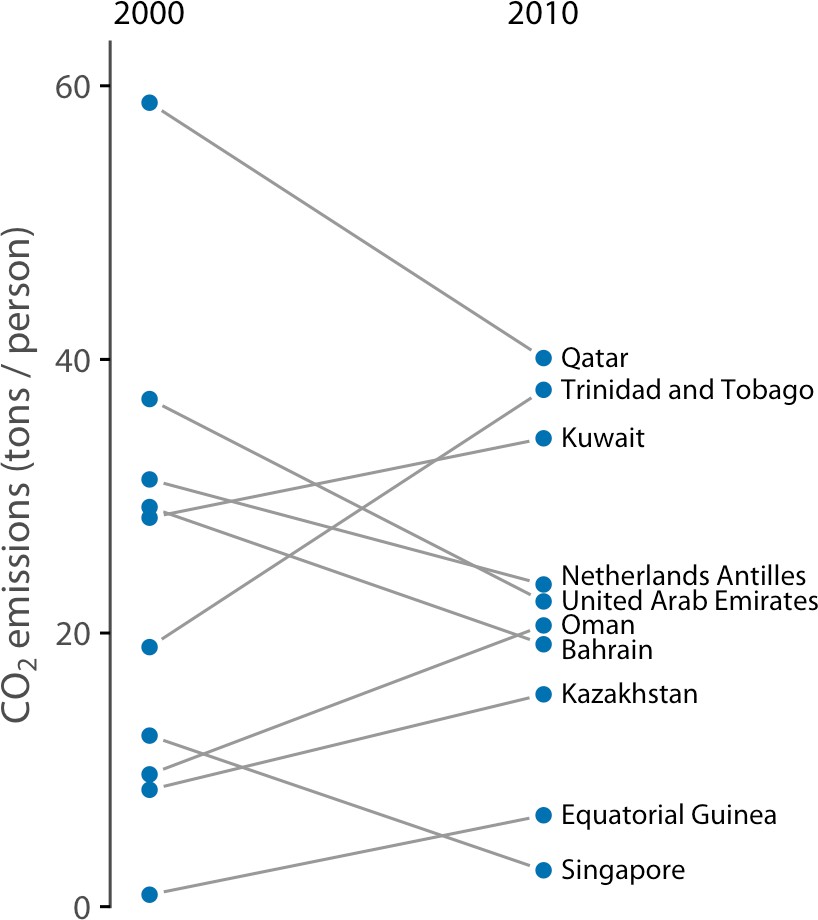 2000 2010
60
40
20
0
CO₂ emissions (tons / person)
Qatar
Trinidad and Tobago
Kuwait
Netherlands Antilles
United Arab Emirates
Oman
Bahrain
Kazakhstan
Equatorial Guinea
Singapore